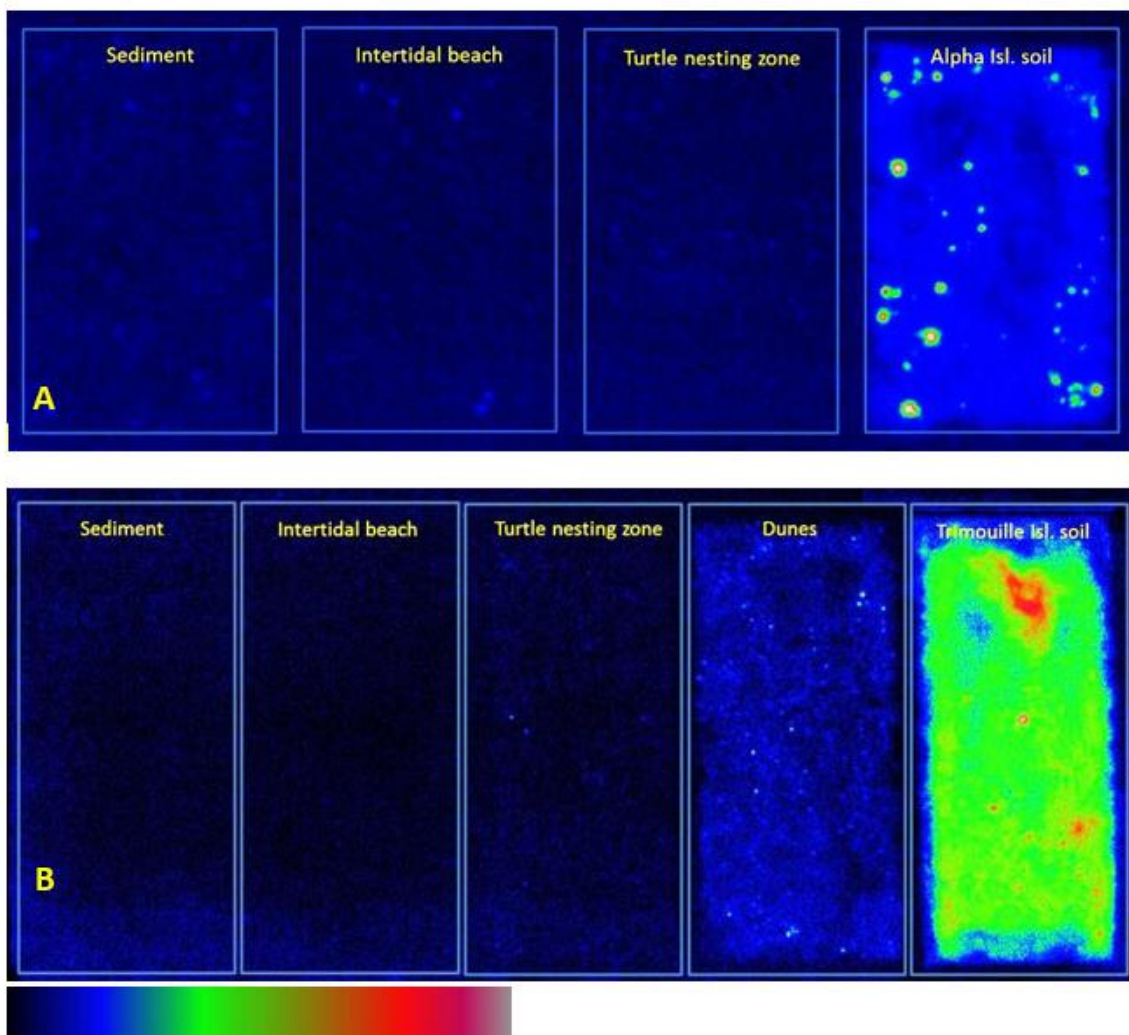 Sediment
Intertidal beach
Turtle nesting zone
Alpha Isl. soil
A
Sediment
Intertidal beach
Turtle nesting zone
Dunes
Trimouille Isl. soil
B